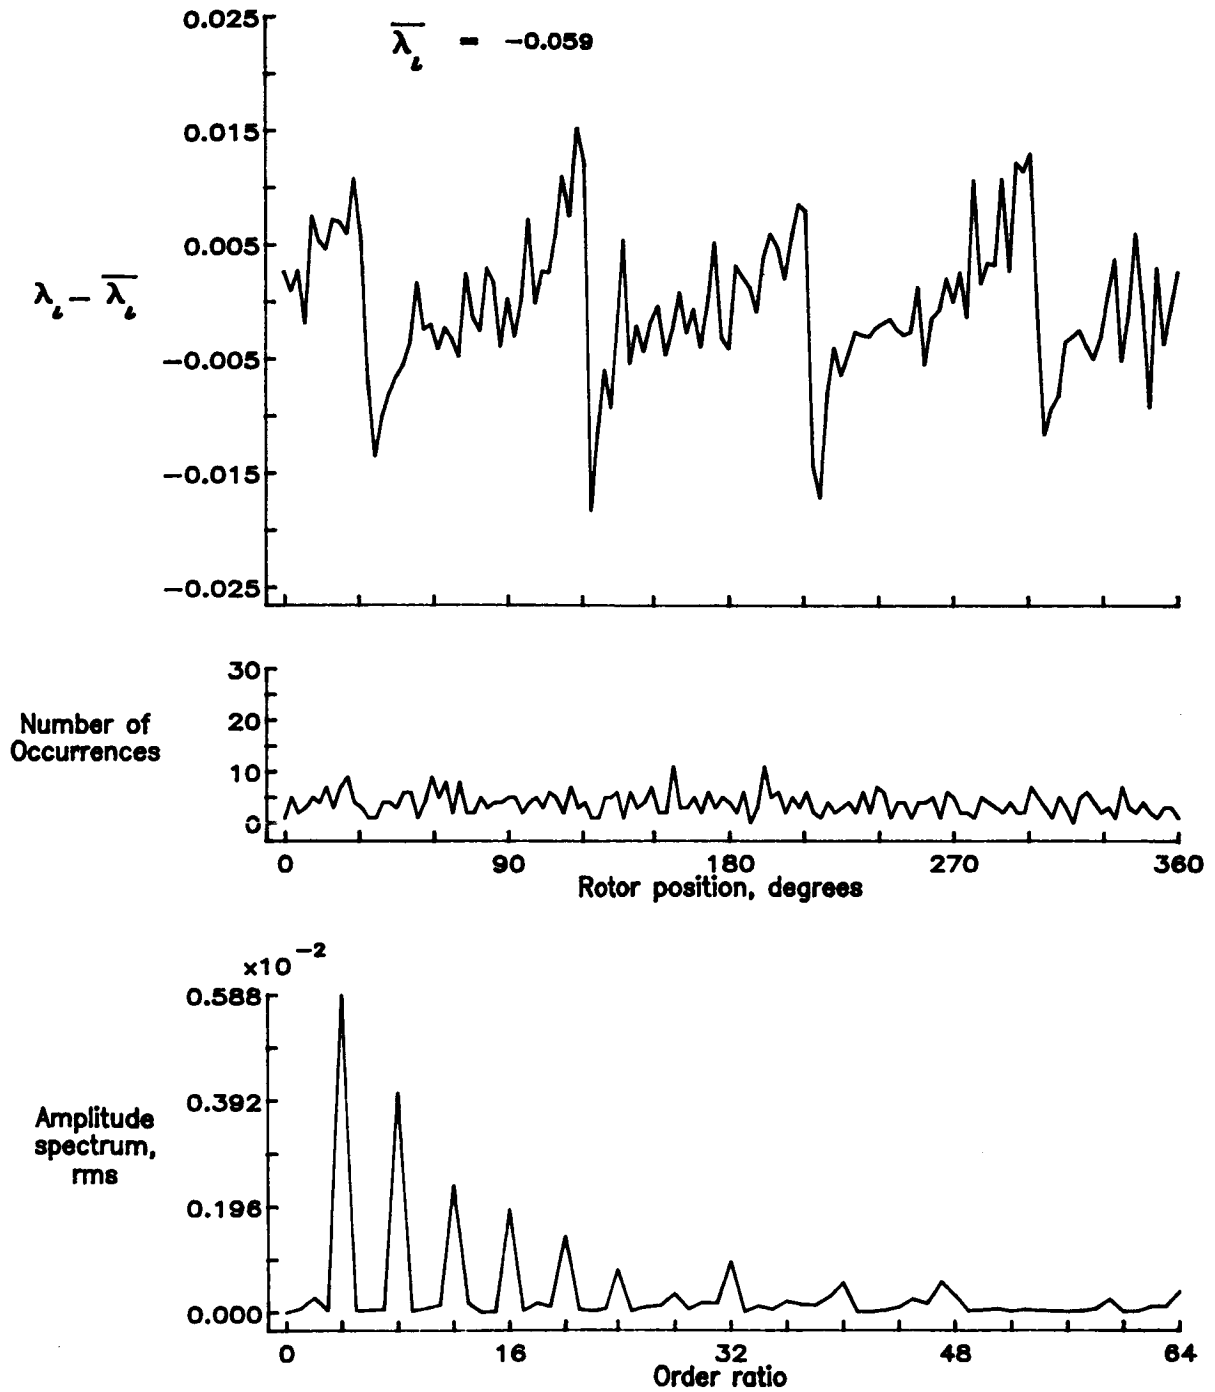 0.025
λ̅ᵢ = -0.059
0.015
0.005
λᵢ - λ̅ᵢ
-0.005
-0.015
-0.025
30
Number of
20
Occurrences
10
0
0 90 180 270 360
Rotor position, degrees
x10⁻²
0.588
0.392
Amplitude
spectrum,
rms
0.196
0.000
0 16 32 48 64
Order ratio